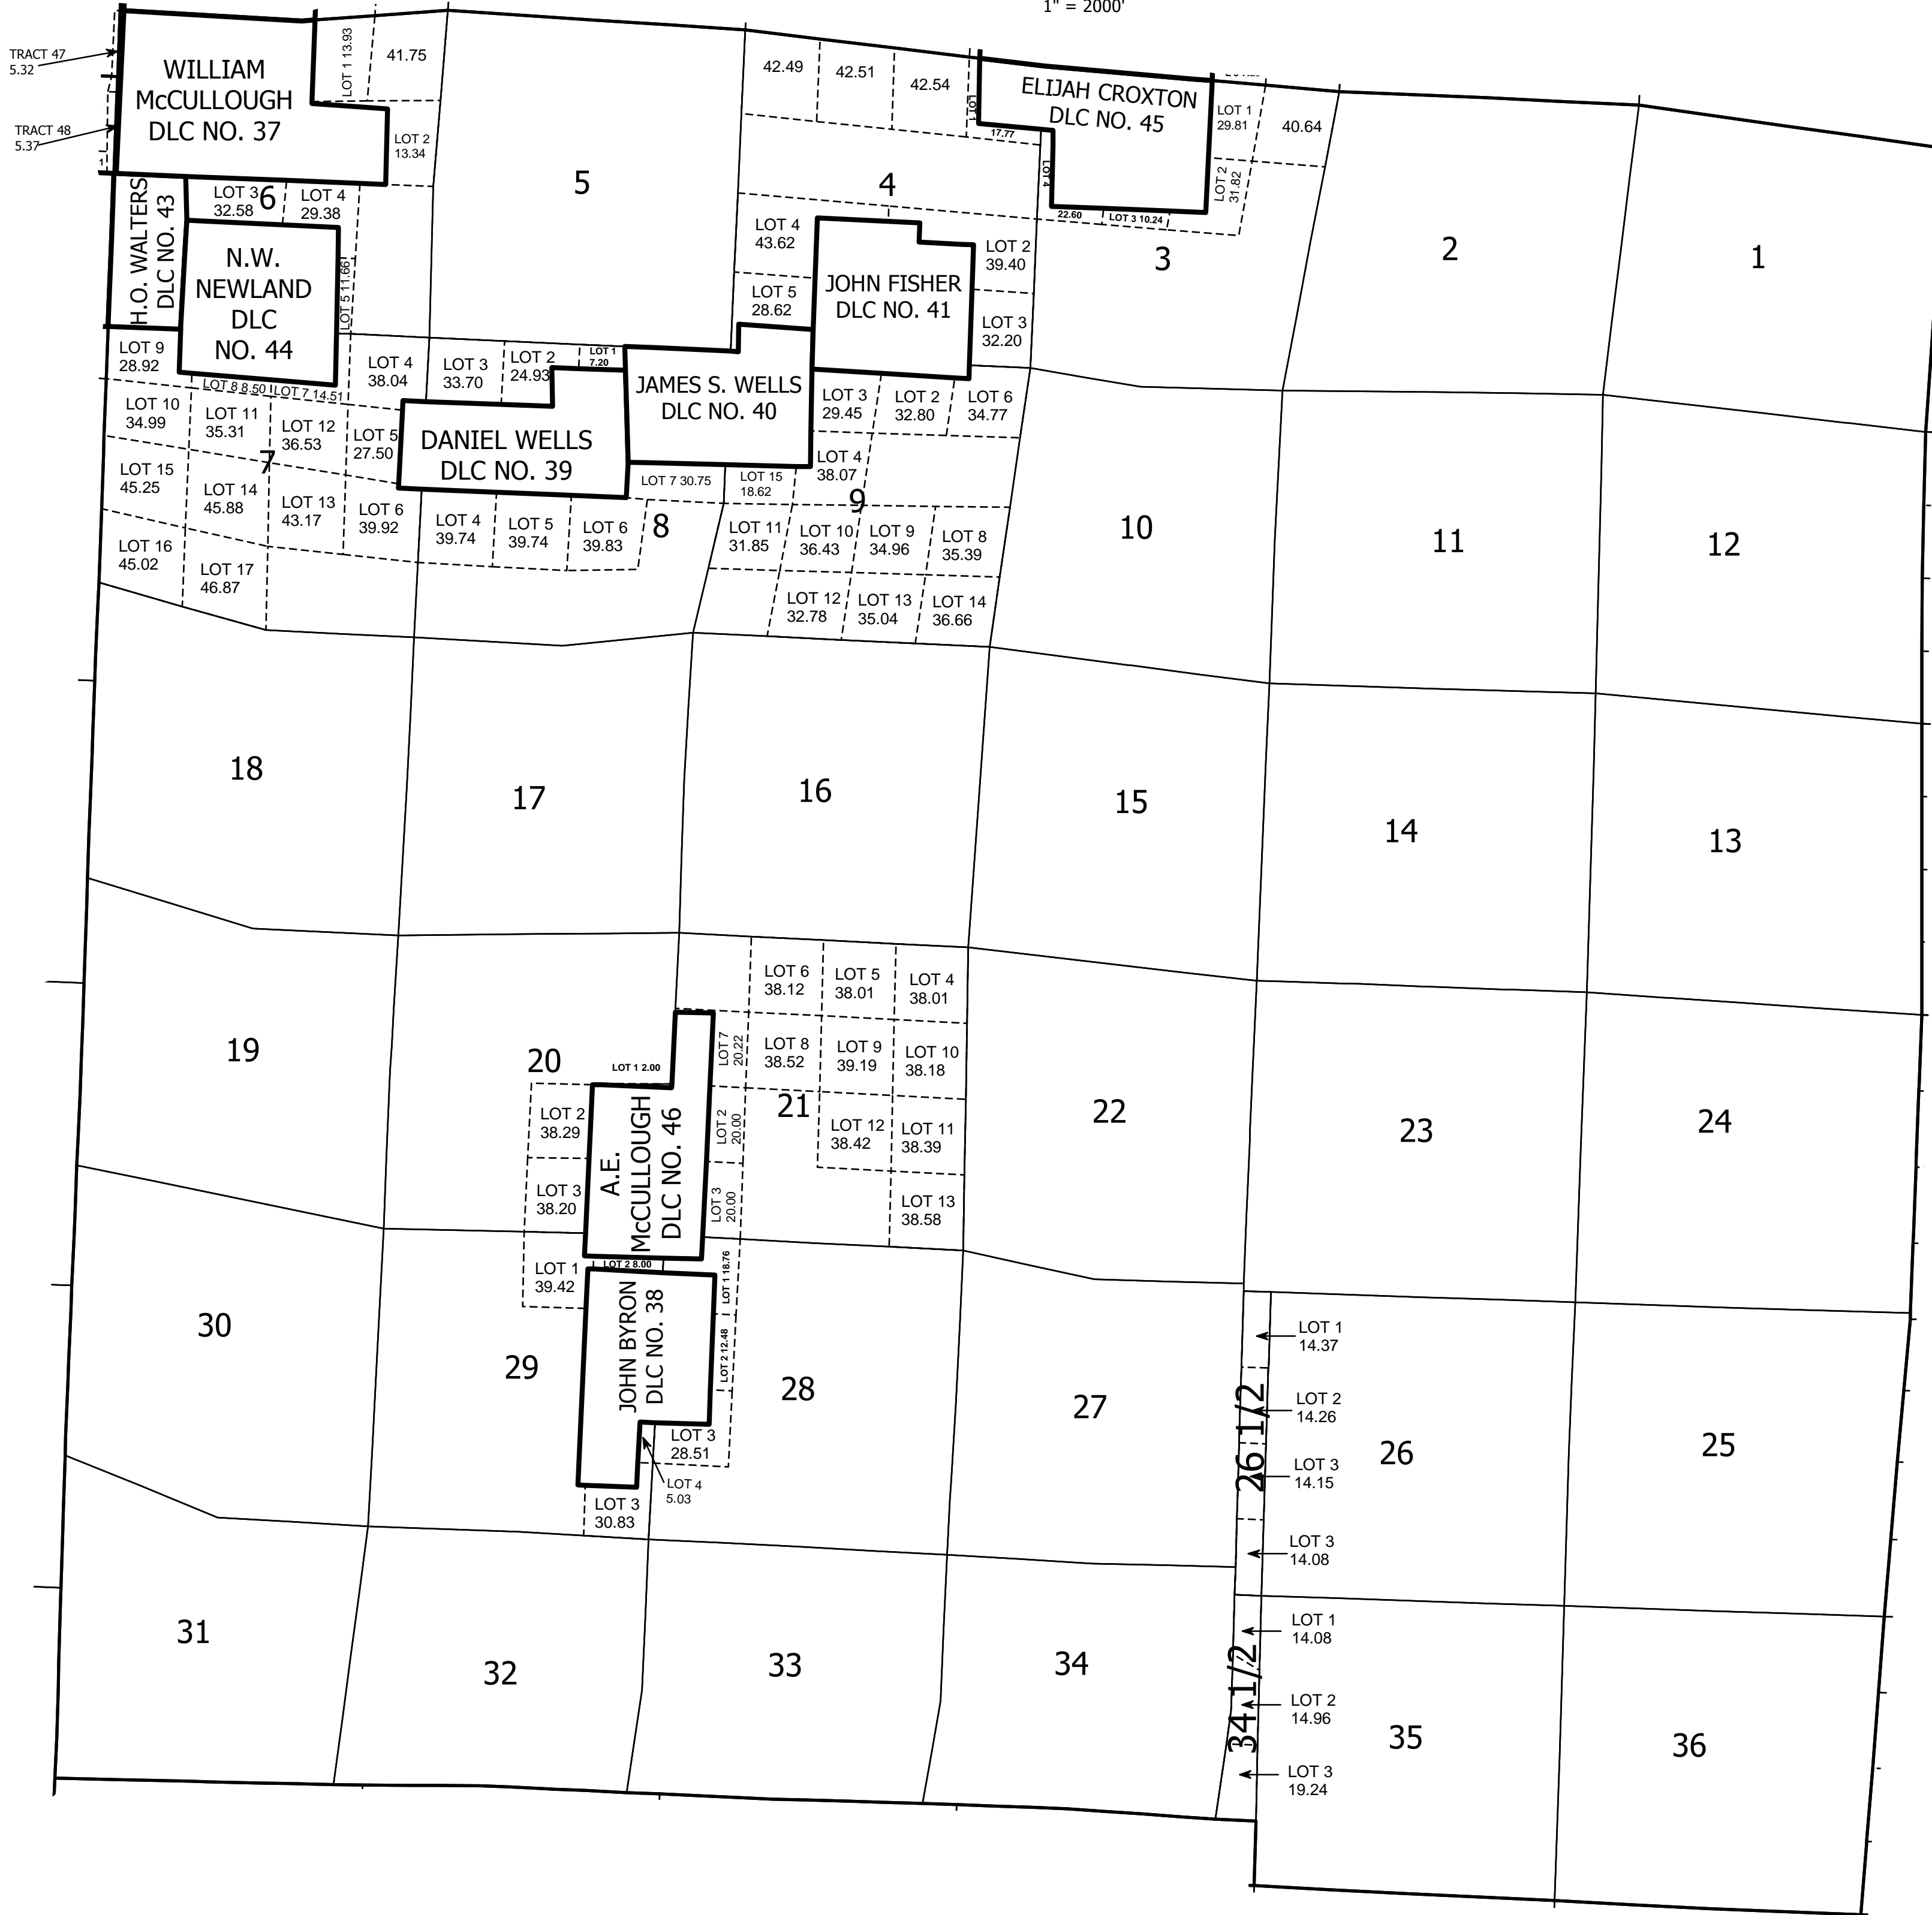 1" = 2000'
TRACT 47
5.32
TRACT 48
5.37
WILLIAM
McCULLOUGH
DLC NO. 37
LOT 1 13.93
41.75
LOT 2
13.34
42.49
42.51
42.54
17.77
ELIJAH CROXTON
DLC NO. 45
LOT 1
29.81
40.64
LOT 2
31.82
LOT 4
22.60
LOT 3 10.24
H.O. WALTERS
DLC NO. 43
LOT 3
32.58
6
LOT 4
29.38
5
4
3
2
1
N.W.
NEWLAND
DLC
NO. 44
LOT 5 11.66
LOT 4
43.62
LOT 5
28.62
JOHN FISHER
DLC NO. 41
LOT 2
39.40
LOT 3
32.20
LOT 9
28.92
LOT 8 8.50
LOT 7 14.51
LOT 4
38.04
LOT 3
33.70
LOT 2
24.93
LOT 1
7.20
JAMES S. WELLS
DLC NO. 40
LOT 3
29.45
LOT 2
32.80
LOT 6
34.77
LOT 10
34.99
LOT 11
35.31
LOT 12
36.53
LOT 5
27.50
DANIEL WELLS
DLC NO. 39
LOT 4
38.07
7
LOT 15
45.25
LOT 14
45.88
LOT 13
43.17
LOT 6
39.92
LOT 4
39.74
LOT 5
39.74
LOT 6
39.83
8
LOT 7 30.75
LOT 15
18.62
9
LOT 11
31.85
LOT 10
36.43
LOT 9
34.96
LOT 8
35.39
10
11
12
LOT 16
45.02
LOT 17
46.87
LOT 12
32.78
LOT 13
35.04
LOT 14
36.66
18
17
16
15
14
13
19
20
LOT 6
38.12
LOT 5
38.01
LOT 4
38.01
LOT 7
20.22
LOT 8
38.52
LOT 9
39.19
LOT 10
38.18
LOT 1 2.00
LOT 2
38.29
A.E.
McCULLOUGH
DLC NO. 46
LOT 2
20.00
21
LOT 12
38.42
LOT 11
38.39
22
23
24
LOT 3
38.20
LOT 3
20.00
LOT 13
38.58
LOT 1
39.42
LOT 2 8.00
LOT 1 18.76
30
29
JOHN BYRON
DLC NO. 38
LOT 2 12.48
28
27
26 1/2
LOT 1
14.37
LOT 2
14.26
LOT 3
14.15
LOT 3
14.08
26
25
LOT 3
28.51
LOT 4
5.03
LOT 3
30.83
31
32
33
34
34 1/2
LOT 1
14.08
LOT 2
14.96
LOT 3
19.24
35
36